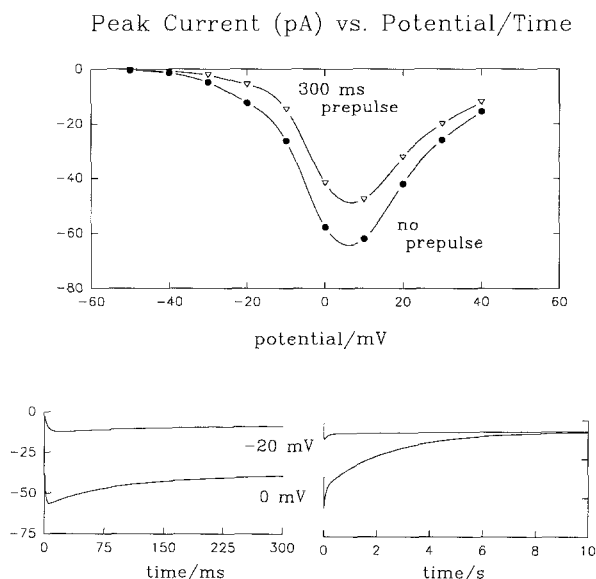 Peak Current (pA) vs. Potential/Time
0
-20
-40
-60
-80
300 ms
prepulse
no
prepulse
-60 -40 -20 0 20 40 60
potential/mV
0
-25
-50
-75
-20 mV
0 mV
0 75 150 225 300
0 2 4 6 8 10
time/ms
time/s